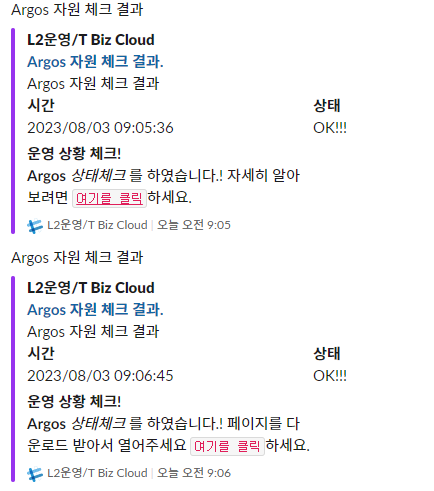 Argos 자원 체크 결과
L2운영/T Biz Cloud
Argos 자원 체크 결과.
Argos 자원 체크 결과
시간 상태
2023/08/03 09:05:36 OK!!!
운영 상황 체크!
Argos 상태체크 를 하였습니다.! 자세히 알아
보려면 여기를 클릭 하세요.
L2운영/T Biz Cloud | 오늘 오전 9:05
Argos 자원 체크 결과
L2운영/T Biz Cloud
Argos 자원 체크 결과.
Argos 자원 체크 결과
시간 상태
2023/08/03 09:06:45 OK!!!
운영 상황 체크!
Argos 상태체크 를 하였습니다.! 페이지를 다
운로드 받아서 열어주세요 여기를 클릭 하세요.
L2운영/T Biz Cloud | 오늘 오전 9:06